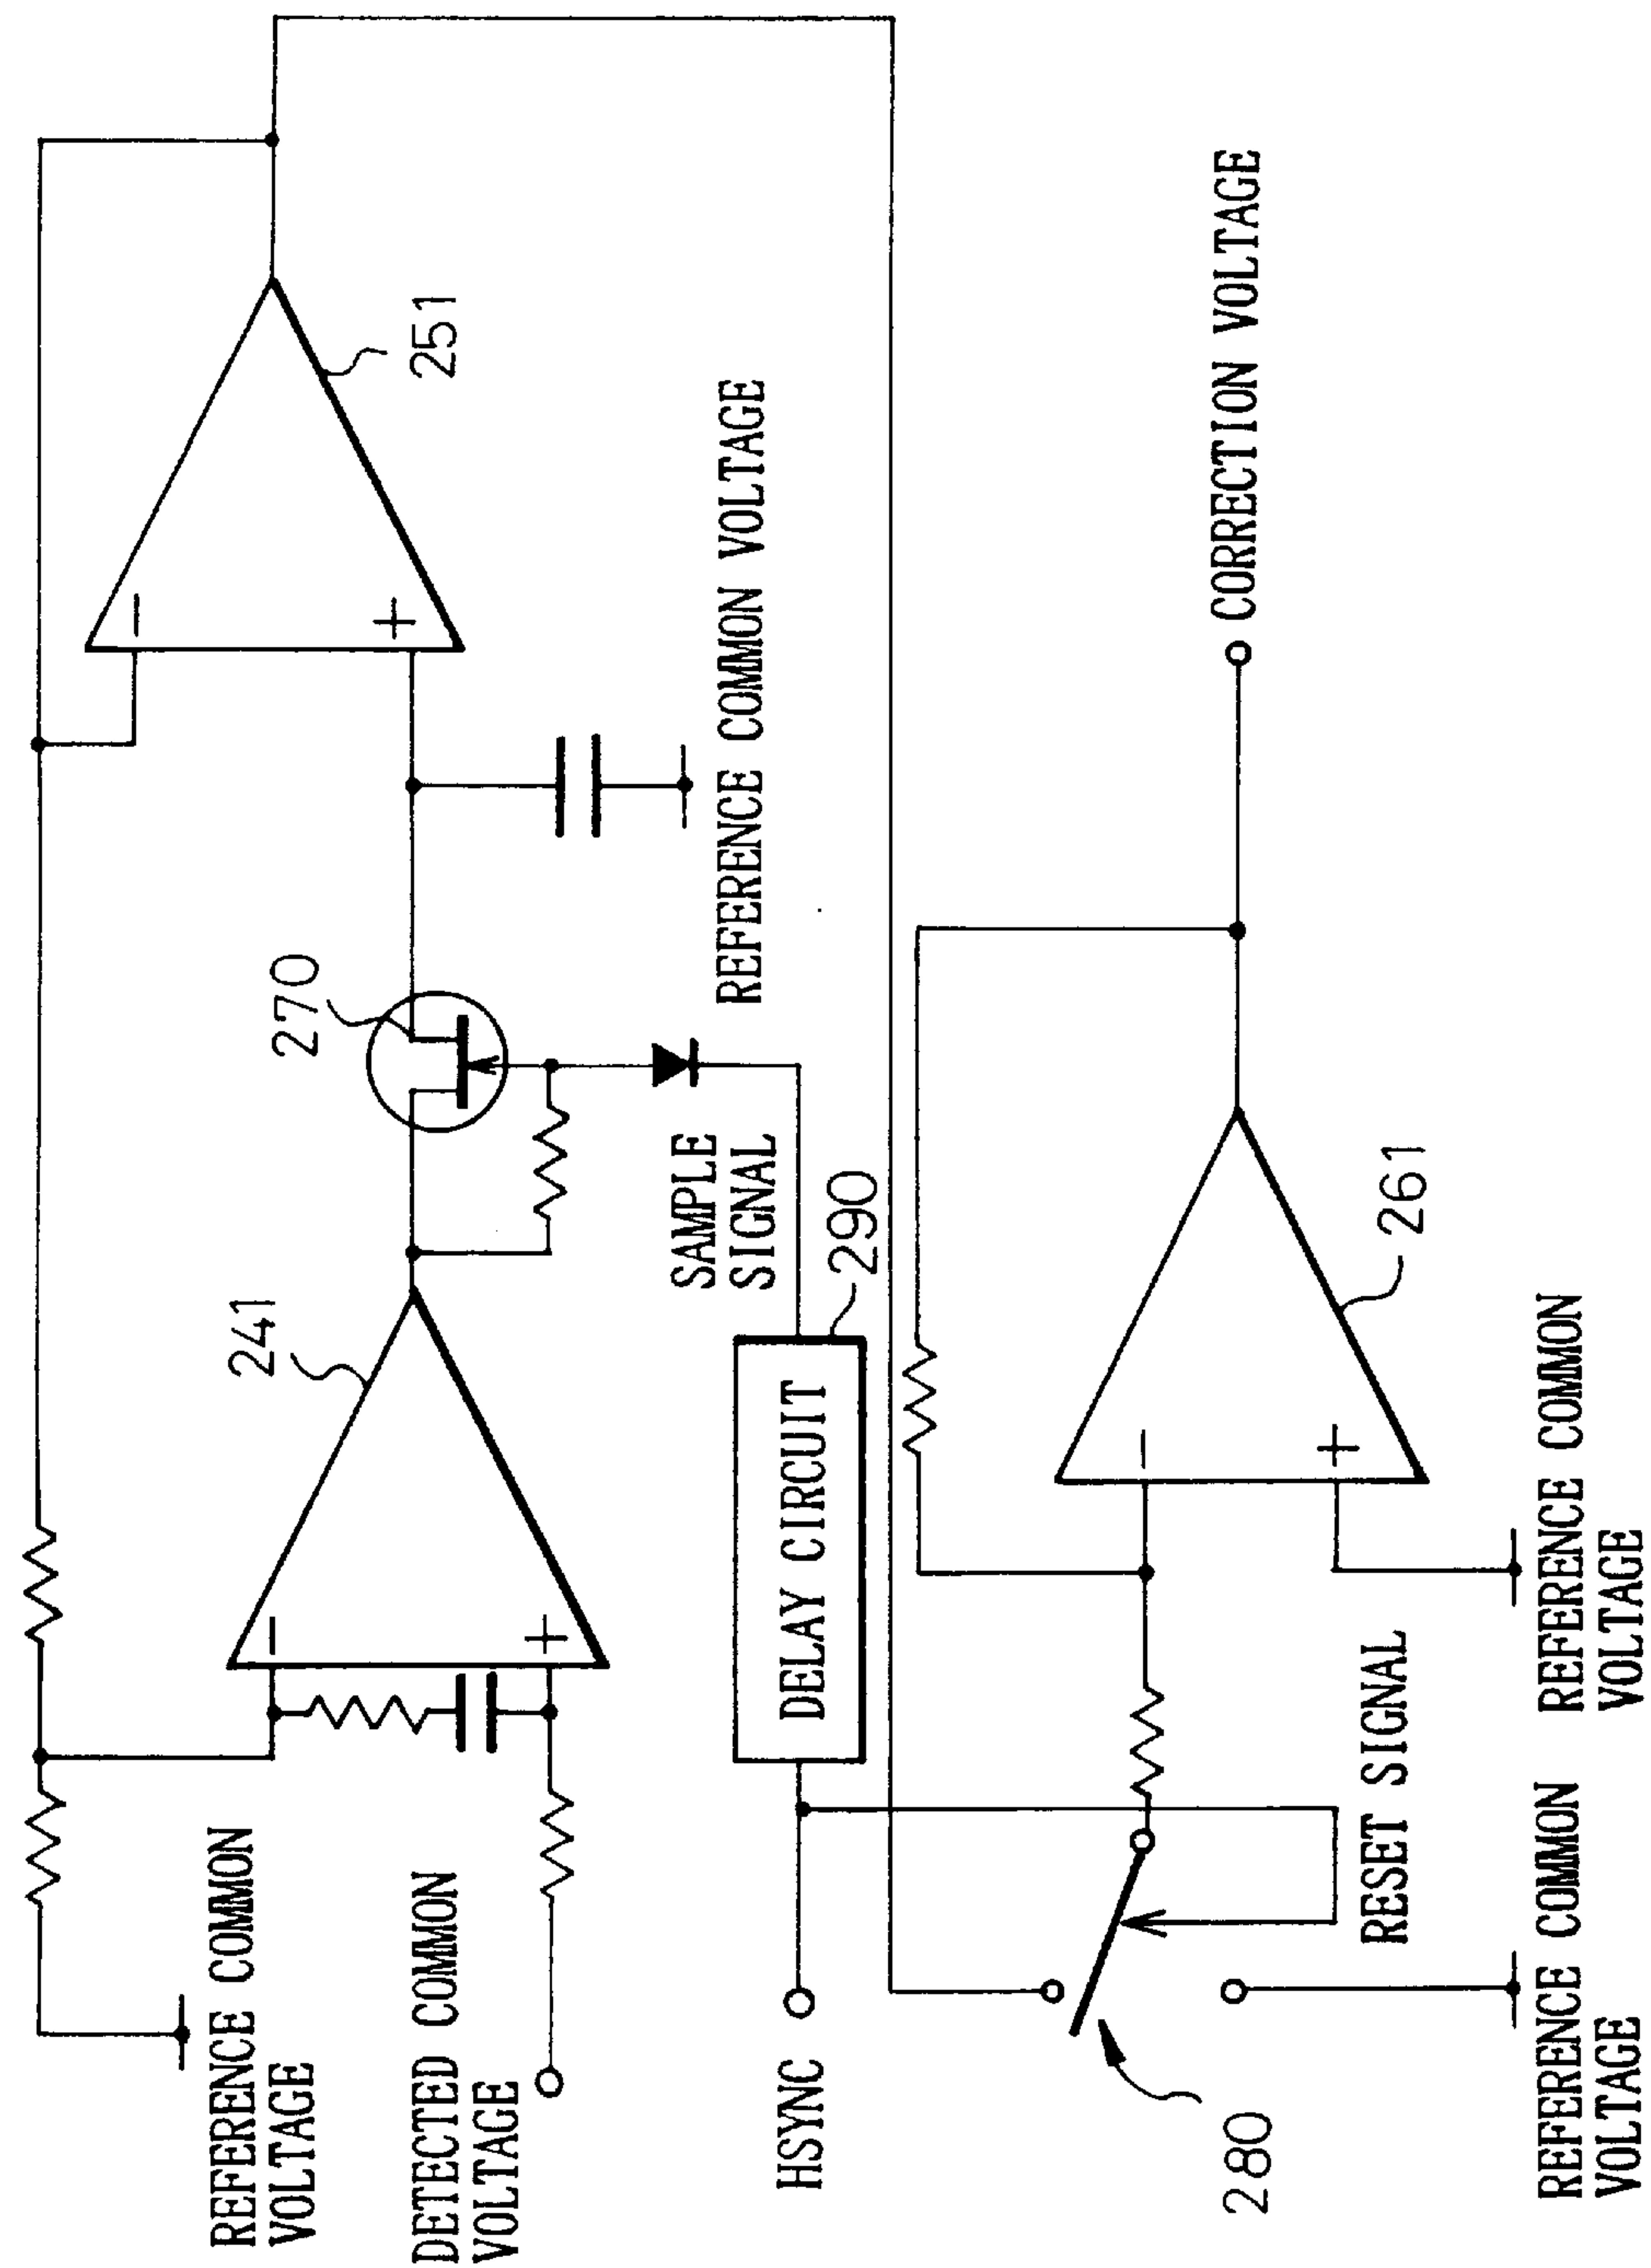 REFERENCE COMMON
VOLTAGE
DETECTED COMMON
VOLTAGE
241
−
+
270
SAMPLE
SIGNAL
251
−
+
REFERENCE COMMON VOLTAGE
HSYNC
DELAY CIRCUIT
290
280
RESET SIGNAL
REFERENCE COMMON
VOLTAGE
−
+
261
REFERENCE COMMON
VOLTAGE
CORRECTION VOLTAGE